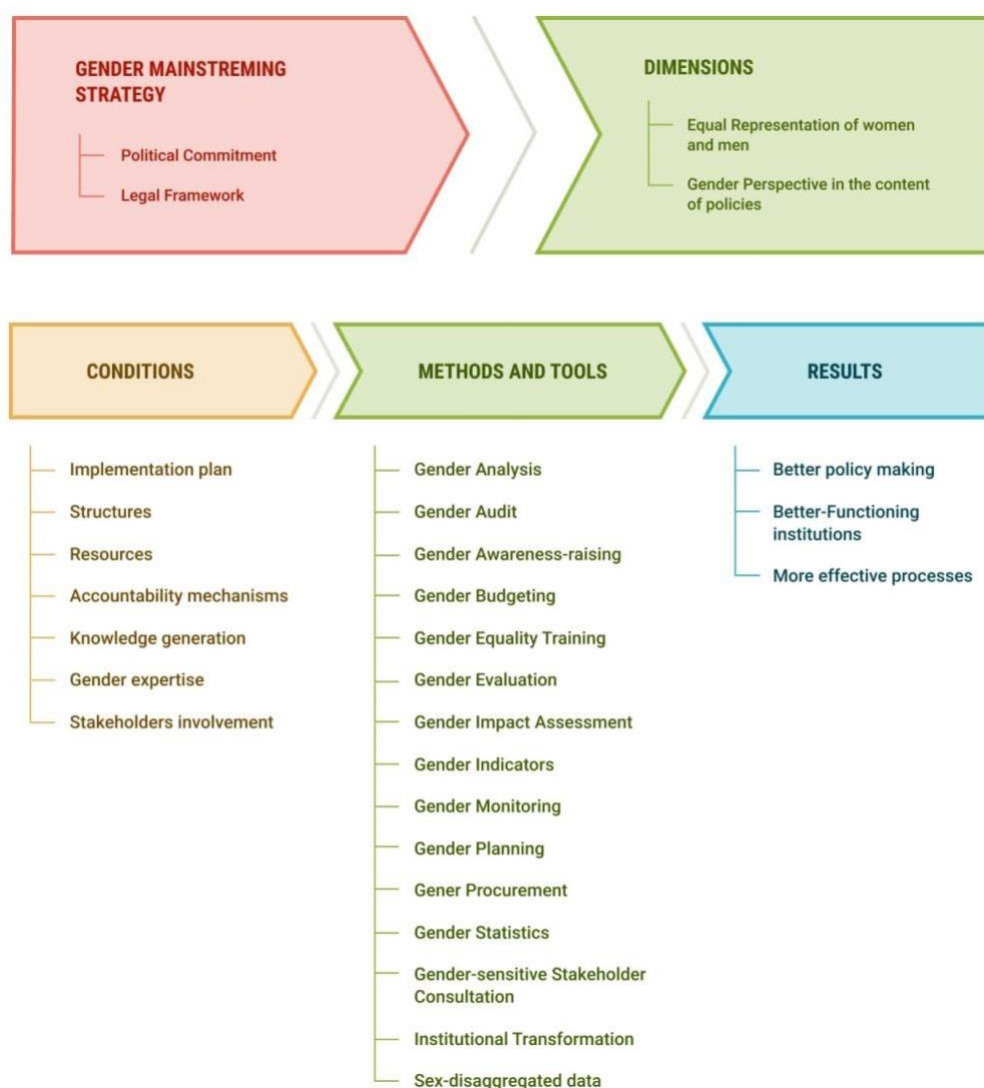 GENDER MAINSTREMING
STRATEGY
Political Commitment
Legal Framework
DIMENSIONS
Equal Representation of women
and men
Gender Perspective in the content
of policies
CONDITIONS
Implementation plan
Structures
Resources
Accountability mechanisms
Knowledge generation
Gender expertise
Stakeholders involvement
METHODS AND TOOLS
Gender Analysis
Gender Audit
Gender Awareness-raising
Gender Budgeting
Gender Equality Training
Gender Evaluation
Gender Impact Assessment
Gender Indicators
Gender Monitoring
Gender Planning
Gener Procurement
Gender Statistics
Gender-sensitive Stakeholder
Consultation
Institutional Transformation
Sex-disaggregated data
RESULTS
Better policy making
Better-Functioning
institutions
More effective processes